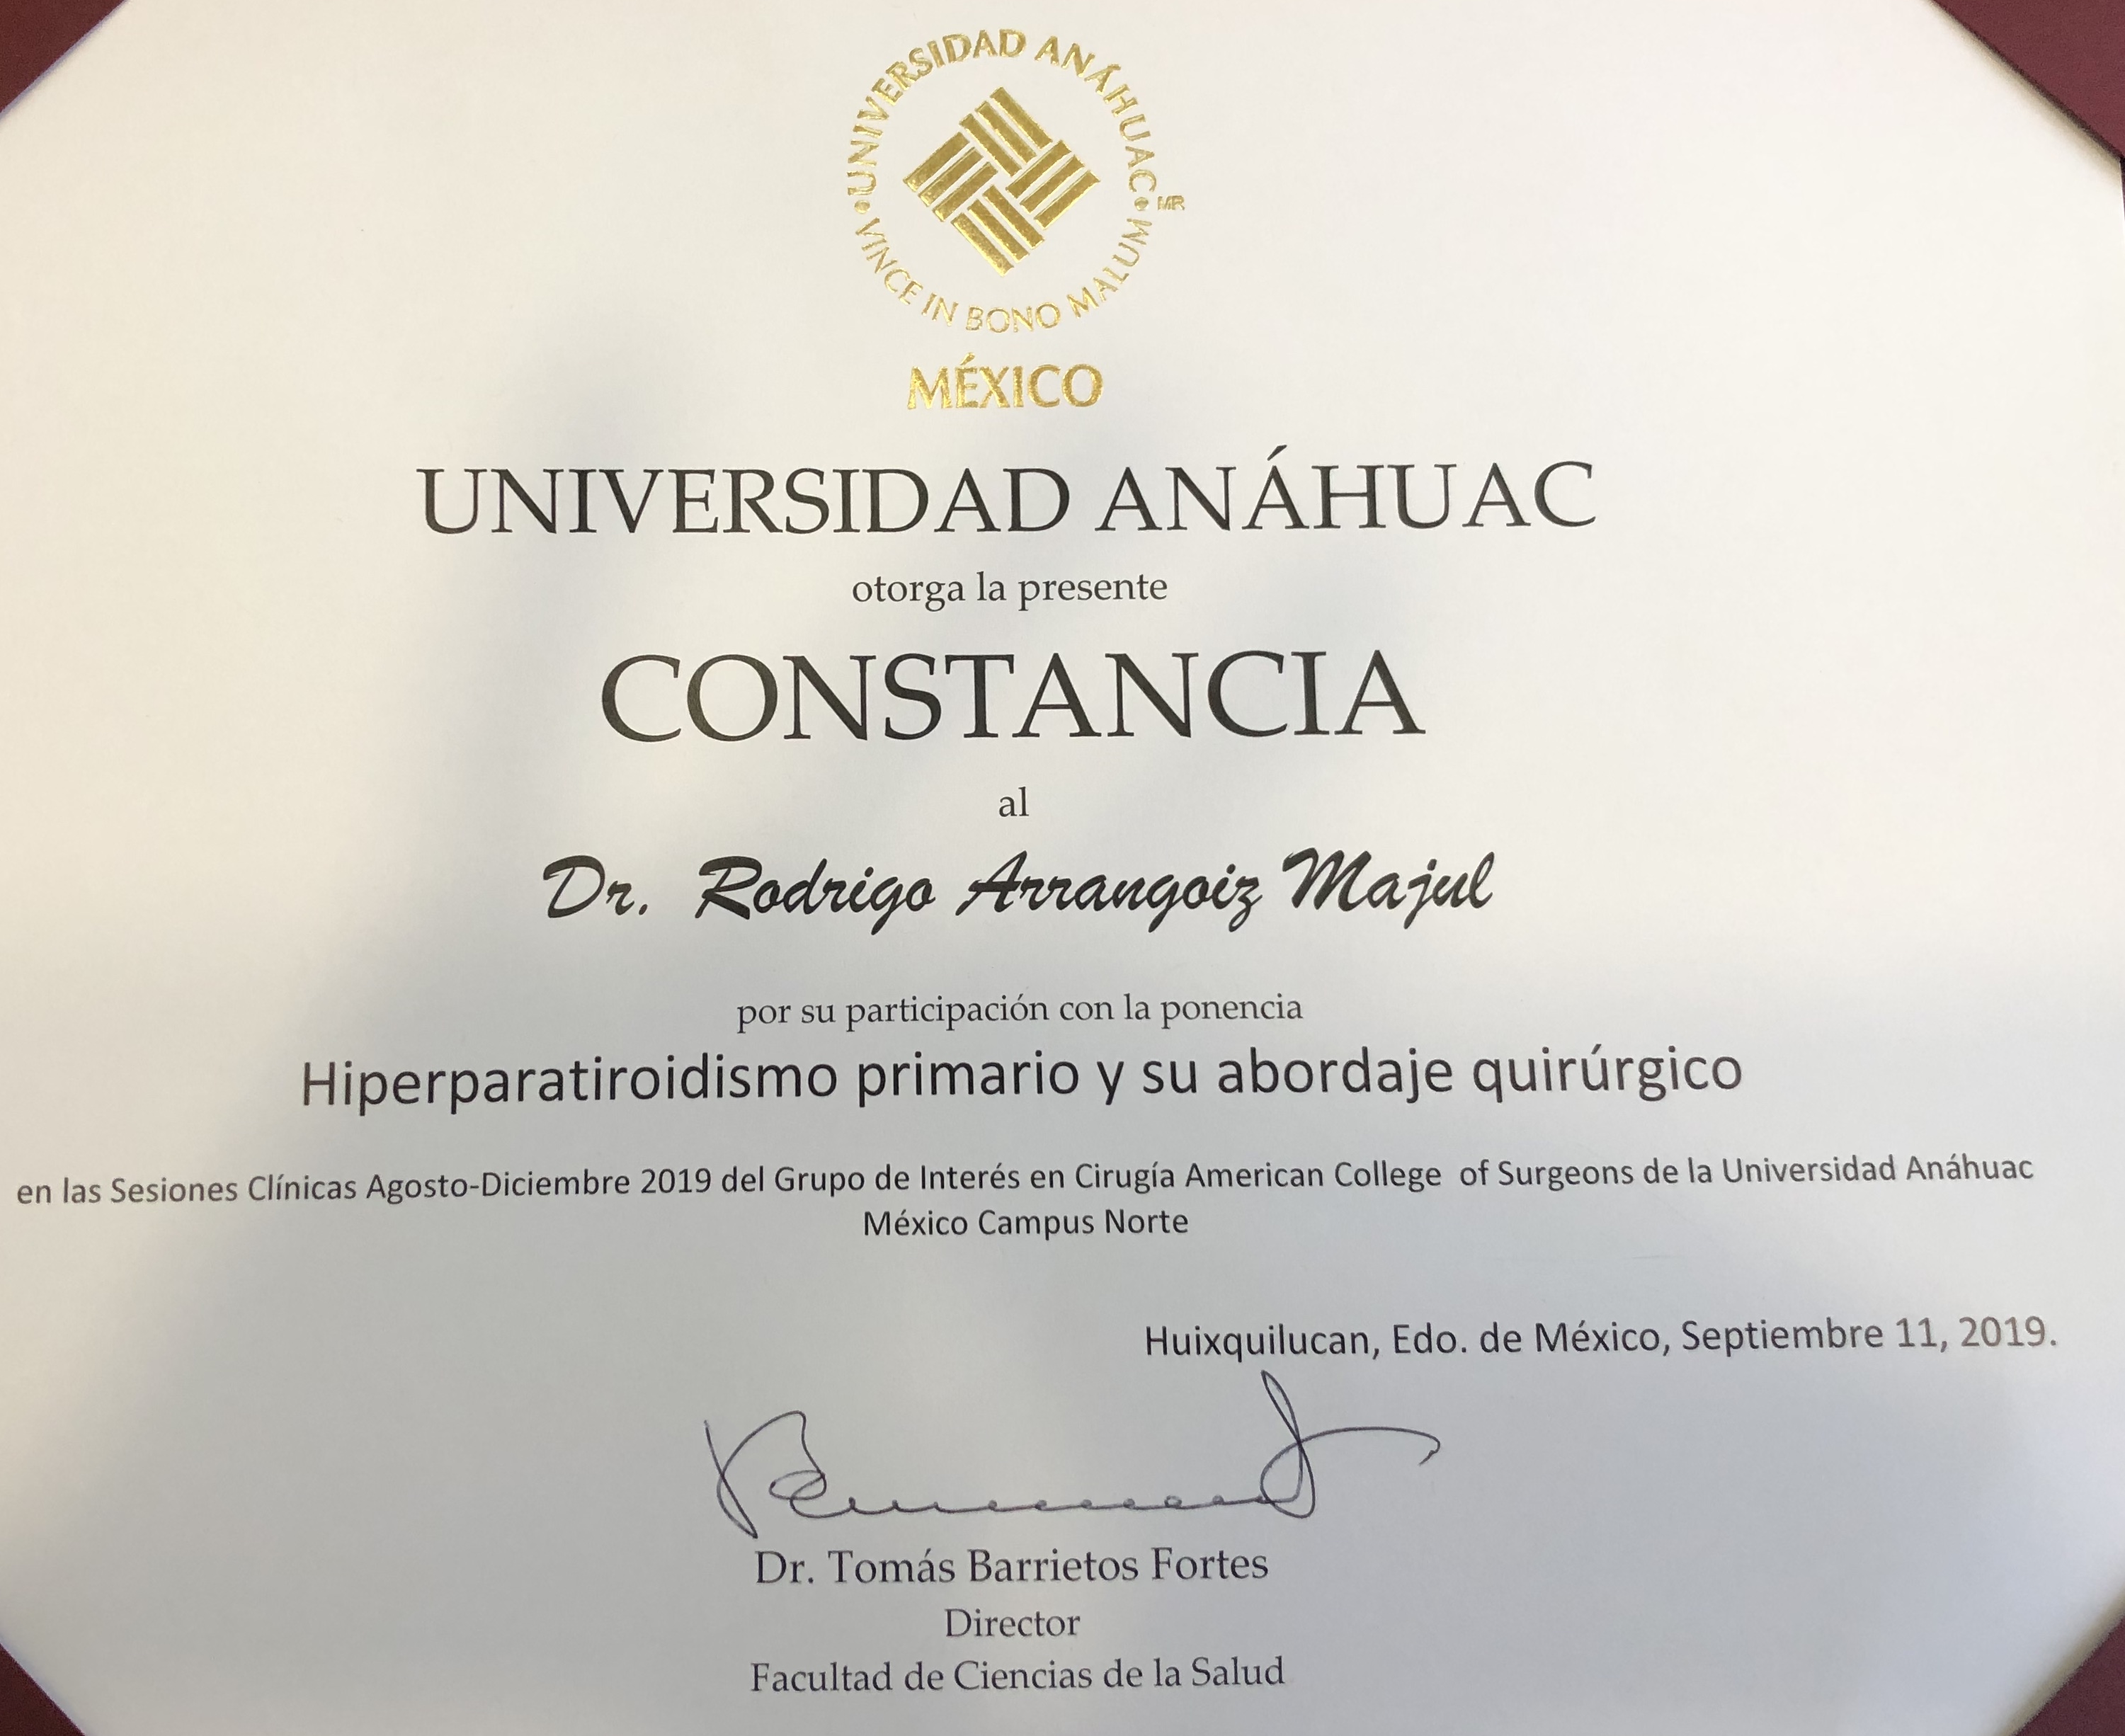 UNIVERSIDAD ANÁHUAC MR
VINCE IN BONO MALUM
MÉXICO
UNIVERSIDAD ANÁHUAC
otorga la presente
CONSTANCIA
al
Dr. Rodrigo Arrangoiz Majul
por su participación con la ponencia
Hiperparatiroidismo primario y su abordaje quirúrgico
en las Sesiones Clínicas Agosto-Diciembre 2019 del Grupo de Interés en Cirugía American College of Surgeons de la Universidad Anáhuac
México Campus Norte
Huixquilucan, Edo. de México, Septiembre 11, 2019.
Dr. Tomás Barrietos Fortes
Director
Facultad de Ciencias de la Salud